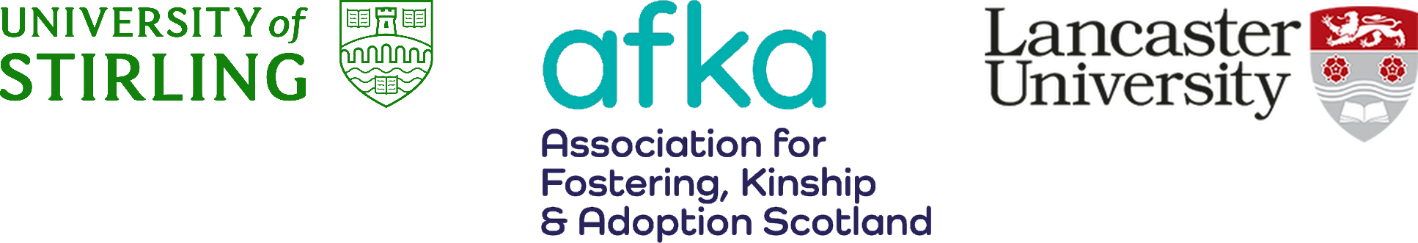 UNIVERSITY of
STIRLING
afka
Association for
Fostering, Kinship
& Adoption Scotland
Lancaster
University